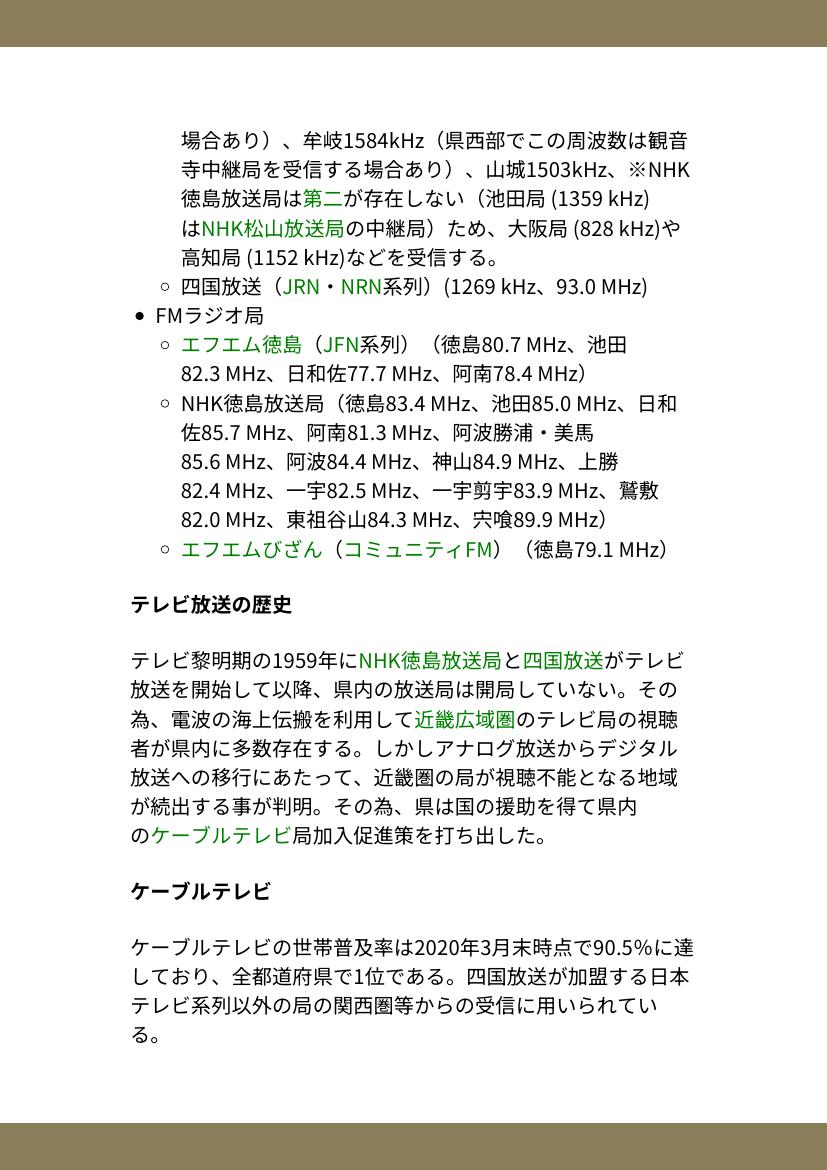 場合あり）、牟岐1584kHz（県西部でこの周波数は観音
寺中継局を受信する場合あり）、山城1503kHz、※NHK
徳島放送局は第二が存在しない（池田局 (1359 kHz)
はNHK松山放送局の中継局）ため、大阪局 (828 kHz)や
高知局 (1152 kHz)などを受信する。
○ 四国放送（JRN・NRN系列）(1269 kHz、93.0 MHz)
● FMラジオ局
○ エフエム徳島（JFN系列）（徳島80.7 MHz、池田
82.3 MHz、日和佐77.7 MHz、阿南78.4 MHz）
○ NHK徳島放送局（徳島83.4 MHz、池田85.0 MHz、日和
佐85.7 MHz、阿南81.3 MHz、阿波勝浦・美馬
85.6 MHz、阿波84.4 MHz、神山84.9 MHz、上勝
82.4 MHz、一宇82.5 MHz、一宇剪宇83.9 MHz、鷲敷
82.0 MHz、東祖谷山84.3 MHz、宍喰89.9 MHz）
○ エフエムびざん（コミュニティFM）（徳島79.1 MHz）
テレビ放送の歴史
テレビ黎明期の1959年にNHK徳島放送局と四国放送がテレビ
放送を開始して以降、県内の放送局は開局していない。その
為、電波の海上伝搬を利用して近畿広域圏のテレビ局の視聴
者が県内に多数存在する。しかしアナログ放送からデジタル
放送への移行にあたって、近畿圏の局が視聴不能となる地域
が続出する事が判明。その為、県は国の援助を得て県内
のケーブルテレビ局加入促進策を打ち出した。
ケーブルテレビ
ケーブルテレビの世帯普及率は2020年3月末時点で90.5％に達
しており、全都道府県で1位である。四国放送が加盟する日本
テレビ系列以外の局の関西圏等からの受信に用いられてい
る。